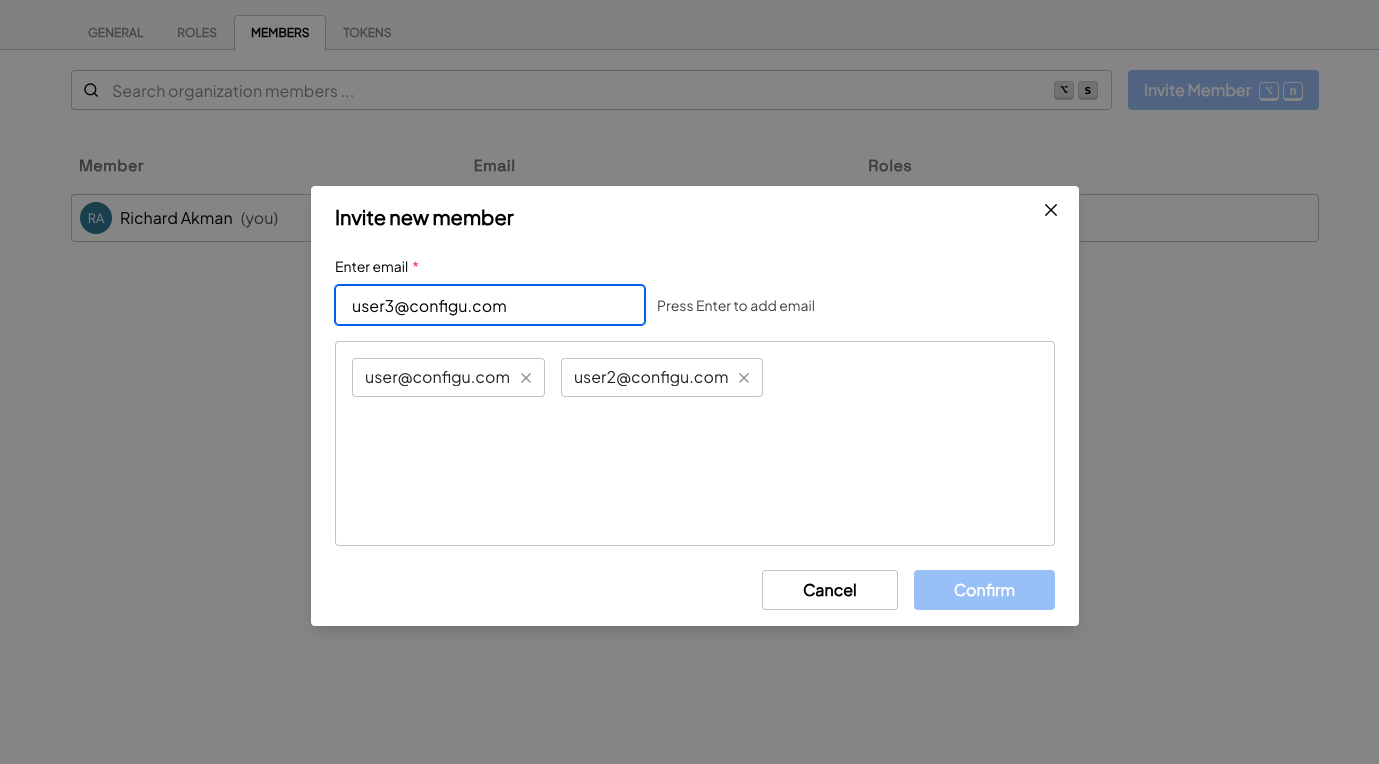 GENERAL ROLES MEMBERS TOKENS
Search organization members ... ⌥ S Invite Member ⌥ n
Member Email Roles
RA Richard Akman (you)
Invite new member
Enter email *
user3@configu.com Press Enter to add email
user@configu.com × user2@configu.com ×
Cancel Confirm